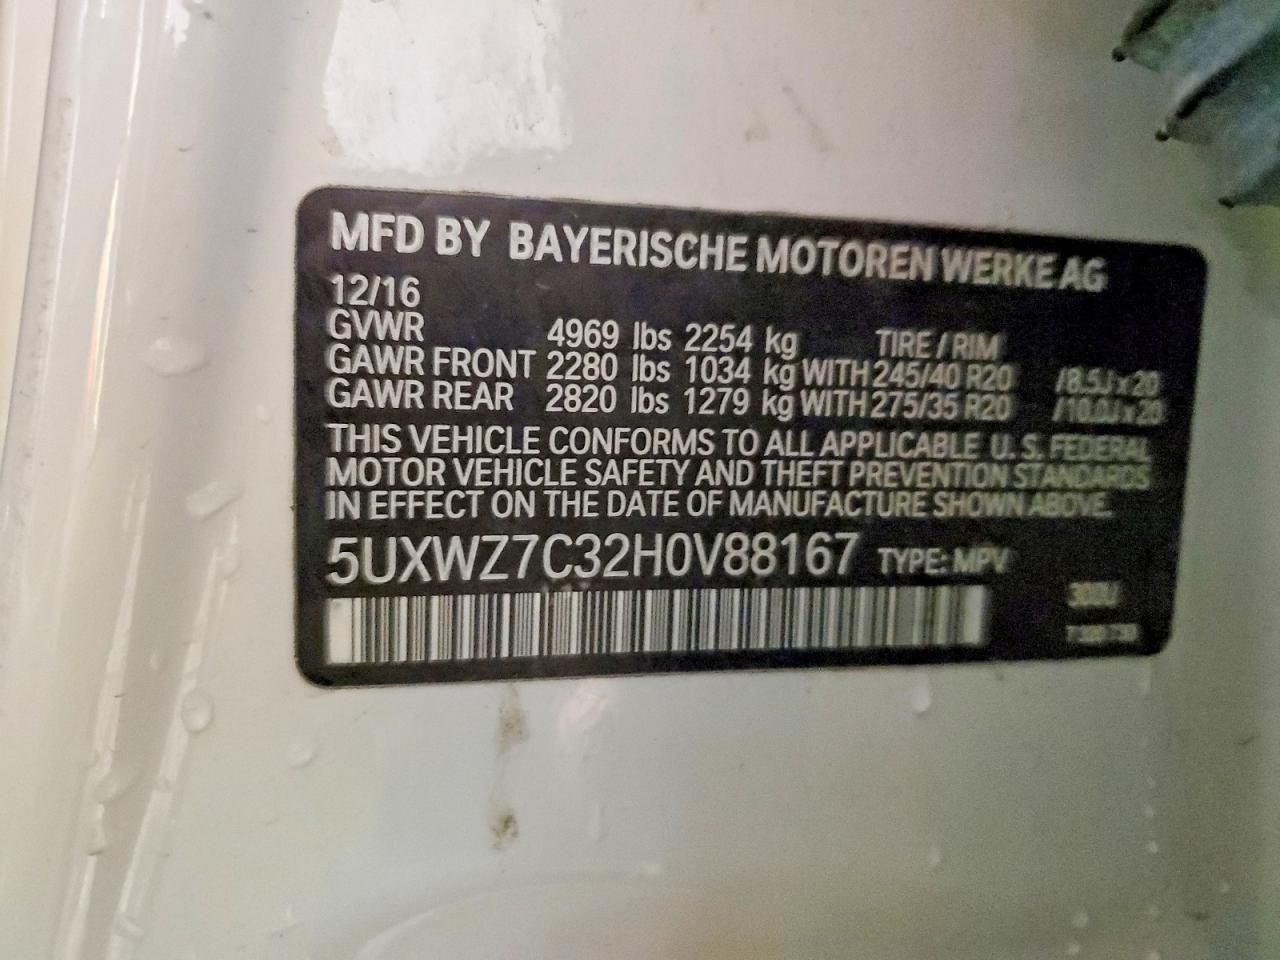 MFD BY BAYERISCHE MOTOREN WERKE AG
12/16
GVWR 4969 lbs 2254 kg TIRE / RIM
GAWR FRONT 2280 lbs 1034 kg WITH 245/40 R20 /8.5J x 20
GAWR REAR 2820 lbs 1279 kg WITH 275/35 R20 /10.0J x 20
THIS VEHICLE CONFORMS TO ALL APPLICABLE U.S. FEDERAL
MOTOR VEHICLE SAFETY AND THEFT PREVENTION STANDARDS
IN EFFECT ON THE DATE OF MANUFACTURE SHOWN ABOVE.
5UXWZ7C32H0V88167 TYPE: MPV
300U